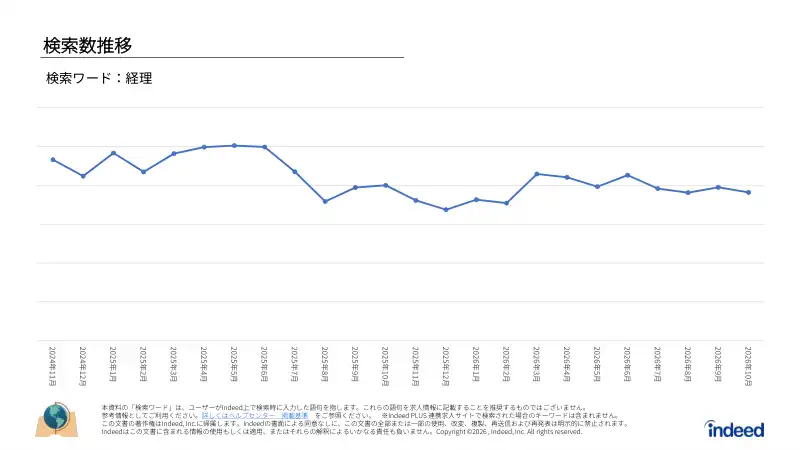 検索数推移
検索ワード：経理
2024年11月
2024年12月
2025年1月
2025年2月
2025年3月
2025年4月
2025年5月
2025年6月
2025年7月
2025年8月
2025年9月
2025年10月
2025年11月
2025年12月
2026年1月
2026年2月
2026年3月
2026年4月
2026年5月
2026年6月
2026年7月
2026年8月
2026年9月
2026年10月
本資料の「検索ワード」は、ユーザーがIndeed上で検索時に入力した語句を指します。これらの語句を求人情報に記載することを推奨するものではございません。
参考情報としてご利用ください。詳しくはヘルプセンター　掲載基準　をご参照ください。　※Indeed PLUS 連携求人サイトで検索された場合のキーワードは含まれません。
この文書の著作権はIndeed, Inc.に帰属します。Indeedの書面による同意なしに、この文書の全部または一部の使用、改変、複製、再送信および再発表は明示的に禁止されます。
Indeedはこの文書に含まれる情報の使用もしくは適用、またはそれらの解釈によるいかなる責任も負いません。Copyright ©2026 , Indeed, Inc. All rights reserved.
indeed